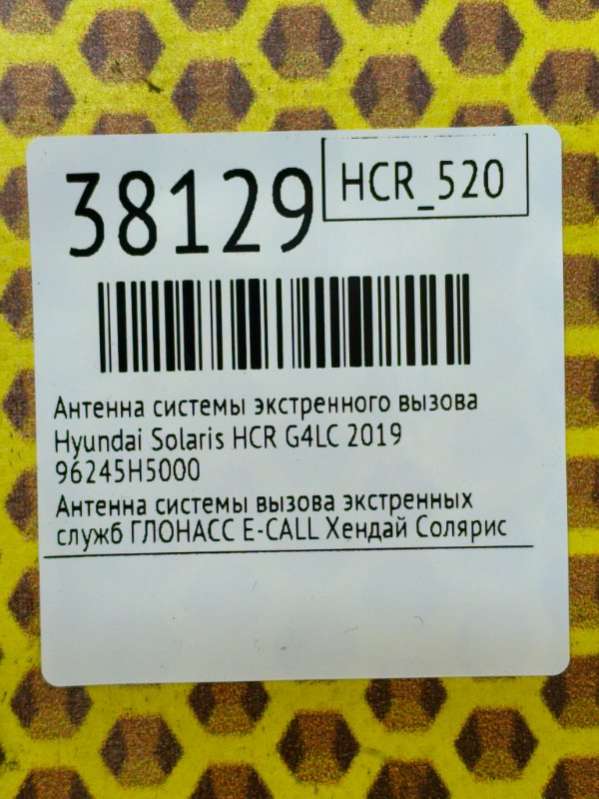 38129
HCR_520
Антенна системы экстренного вызова
Hyundai Solaris HCR G4LC 2019
96245H5000
Антенна системы вызова экстренных
служб ГЛОНАСС E-CALL Хендай Солярис